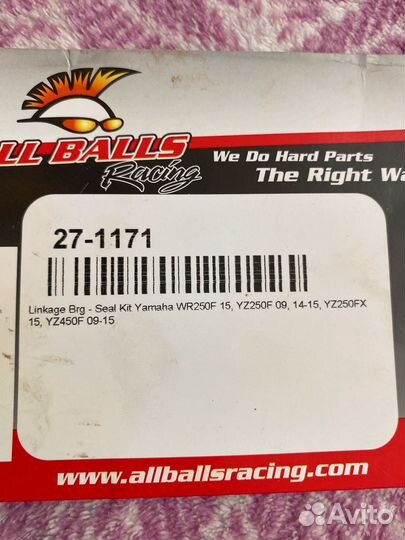 LL BALLS
Racing
We Do Hard Parts
The Right Wa
27-1171
Linkage Brg - Seal Kit Yamaha WR250F 15, YZ250F 09, 14-15, YZ250FX
15, YZ450F 09-15
www.allballsracing.com
Avito